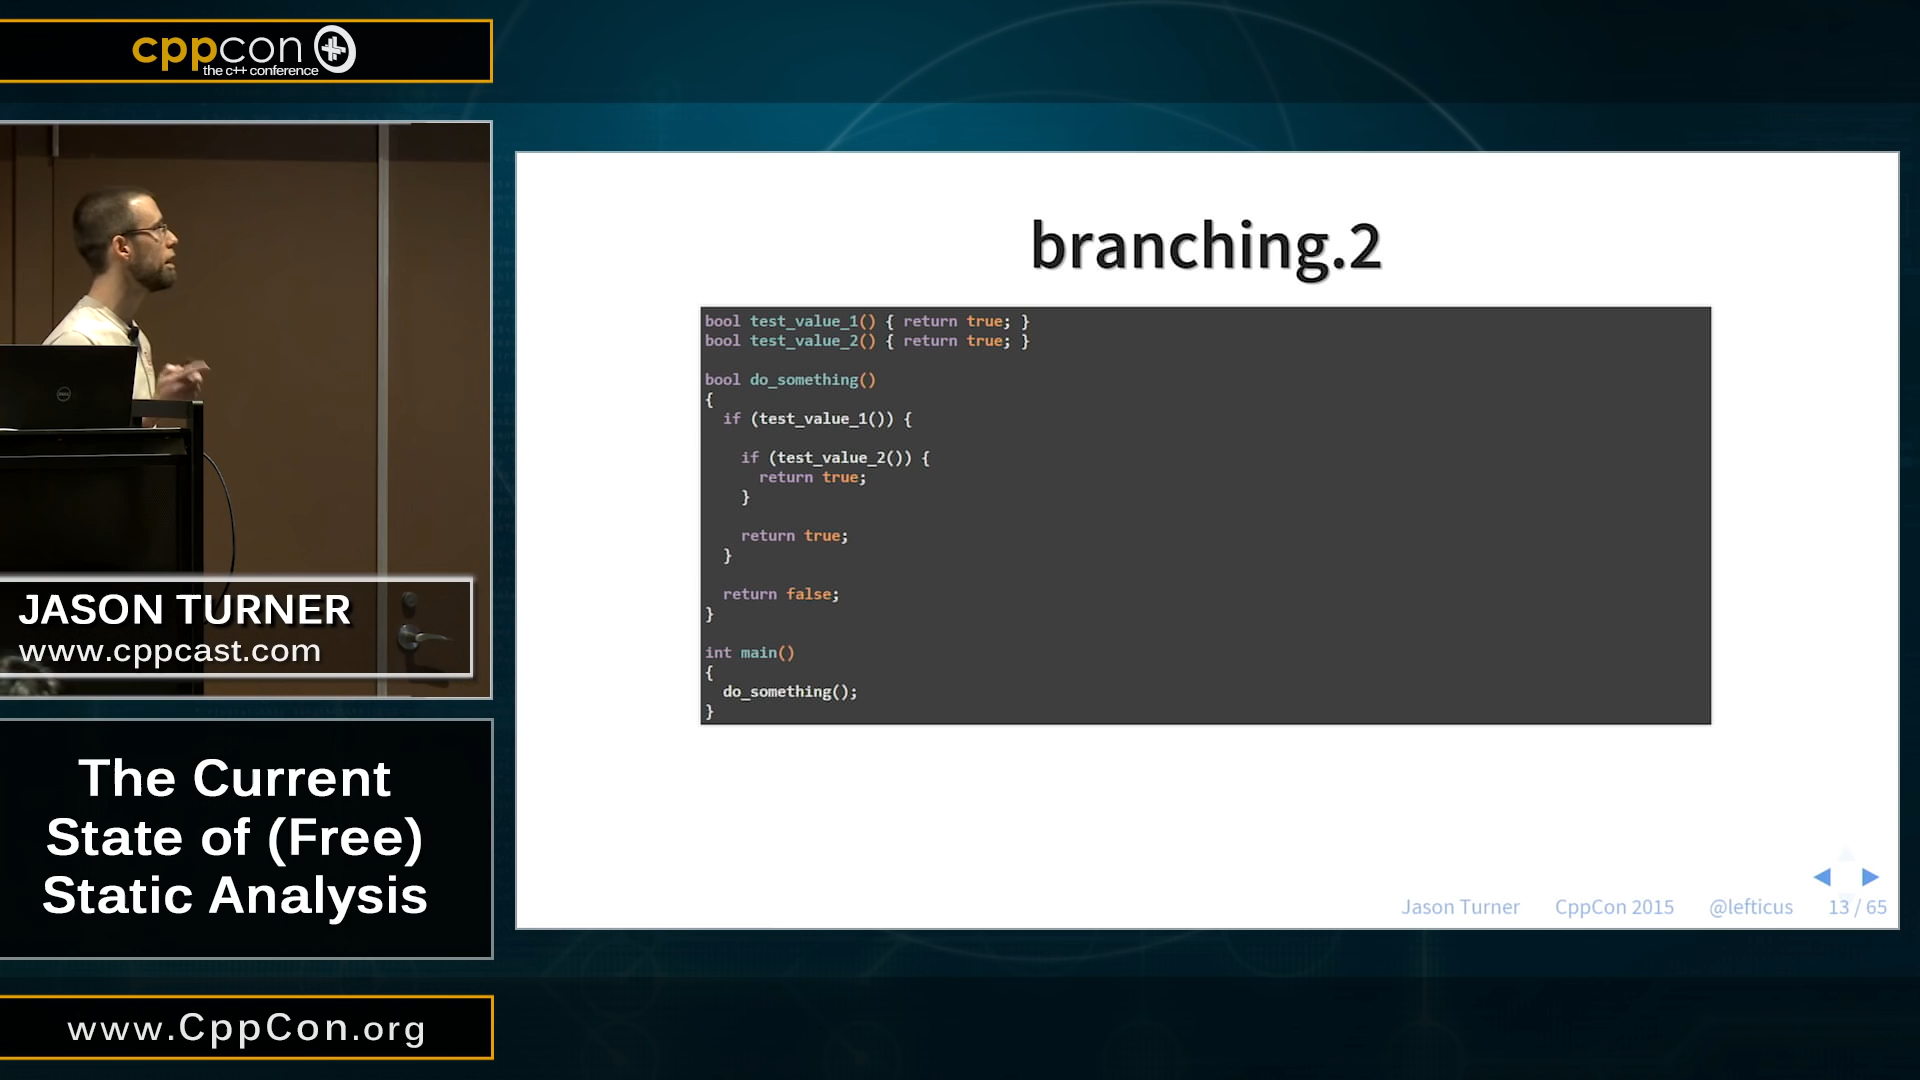 cppcon
the c++ conference
JASON TURNER
www.cppcast.com
The Current
State of (Free)
Static Analysis
www.CppCon.org
branching.2
bool test_value_1() { return true; }
bool test_value_2() { return true; }
bool do_something()
{
  if (test_value_1()) {
    if (test_value_2()) {
      return true;
    }
    return true;
  }
  return false;
}
int main()
{
  do_something();
}
Jason Turner CppCon 2015 @lefticus 13 / 65